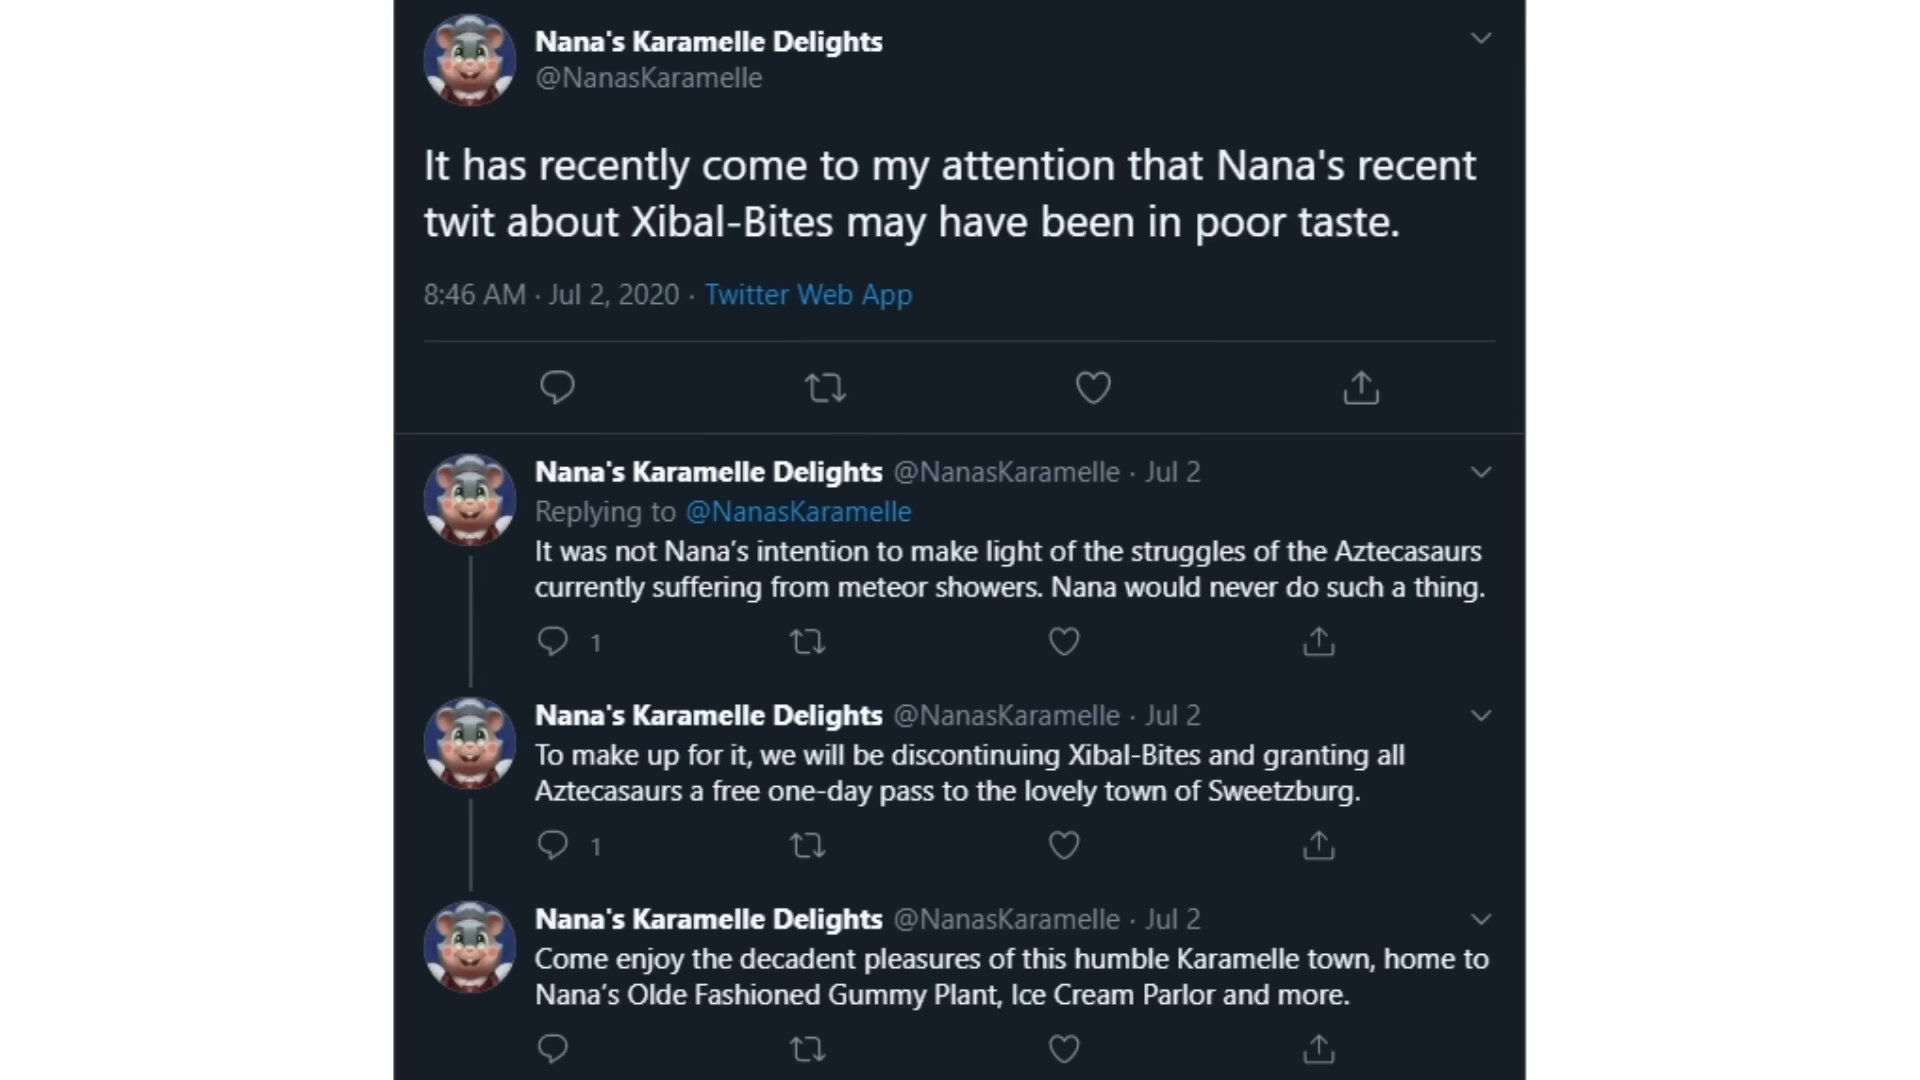 Nana's Karamelle Delights
@NanasKaramelle
It has recently come to my attention that Nana's recent
twit about Xibal-Bites may have been in poor taste.
8:46 AM · Jul 2, 2020 · Twitter Web App
Nana's Karamelle Delights @NanasKaramelle · Jul 2
Replying to @NanasKaramelle
It was not Nana’s intention to make light of the struggles of the Aztecasaurs
currently suffering from meteor showers. Nana would never do such a thing.
1
Nana's Karamelle Delights @NanasKaramelle · Jul 2
To make up for it, we will be discontinuing Xibal-Bites and granting all
Aztecasaurs a free one-day pass to the lovely town of Sweetzburg.
1
Nana's Karamelle Delights @NanasKaramelle · Jul 2
Come enjoy the decadent pleasures of this humble Karamelle town, home to
Nana’s Olde Fashioned Gummy Plant, Ice Cream Parlor and more.